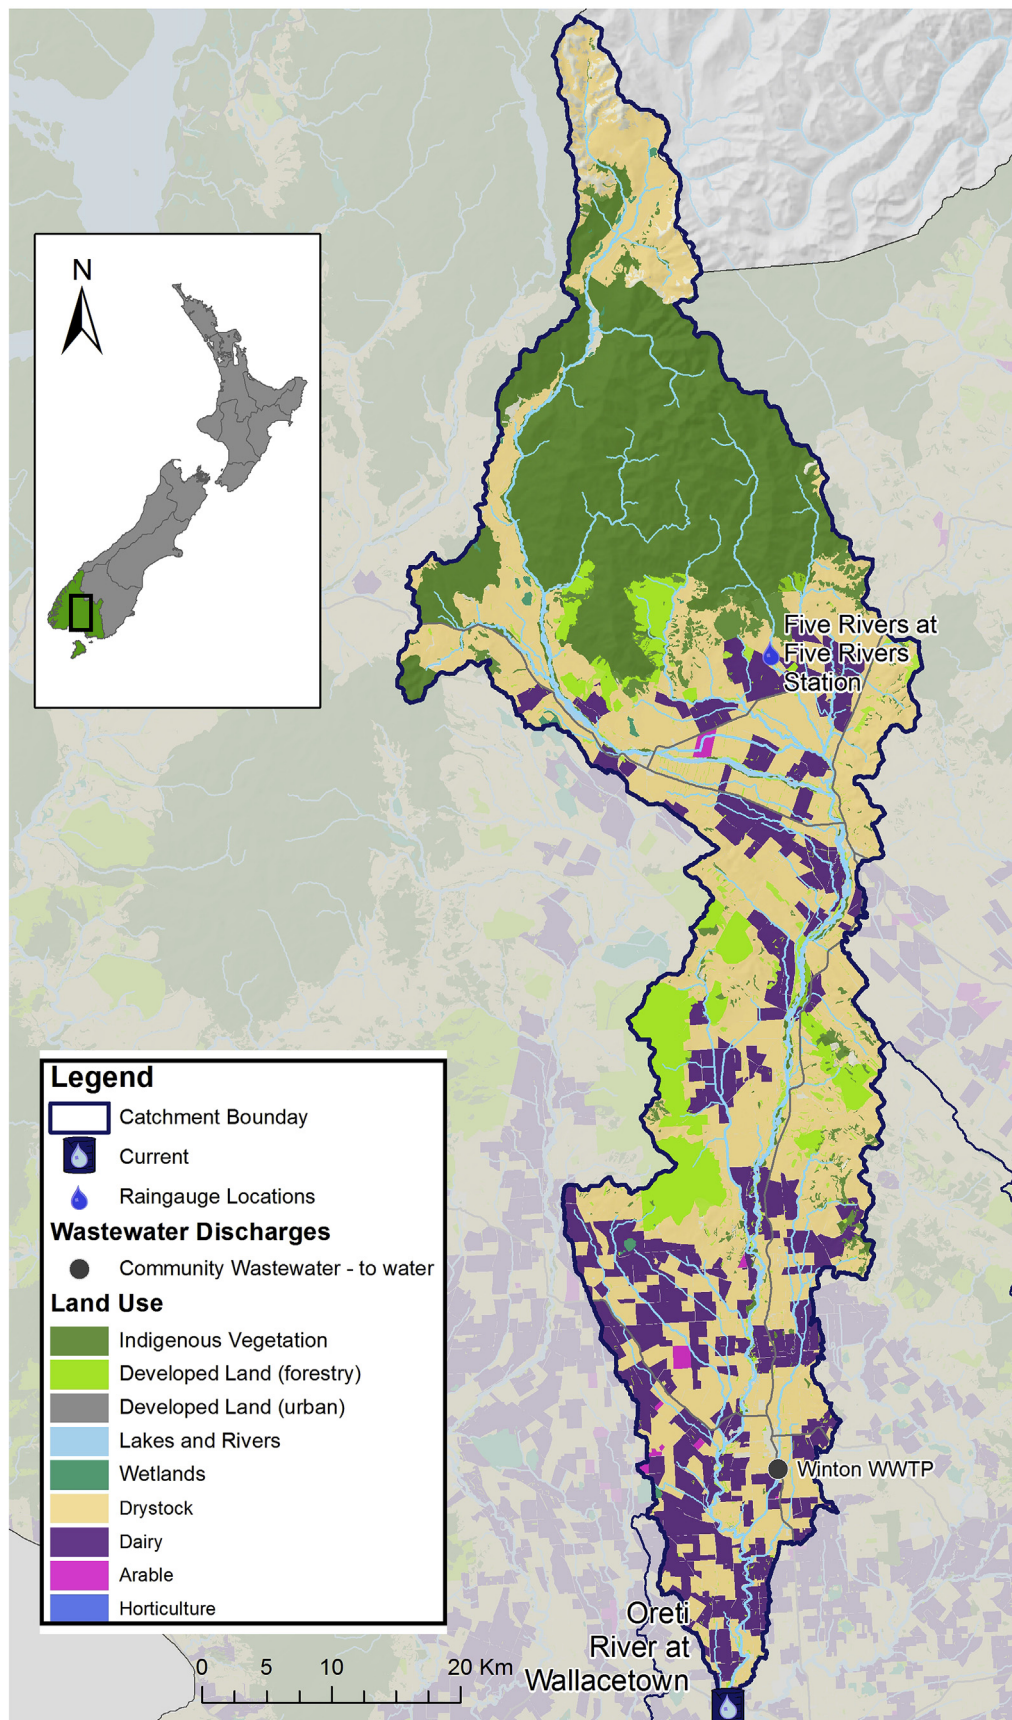 N
Five Rivers at
Five Rivers
Station
Legend
Catchment Bounday
Current
Raingauge Locations
Wastewater Discharges
Community Wastewater - to water
Land Use
Indigenous Vegetation
Developed Land (forestry)
Developed Land (urban)
Lakes and Rivers
Wetlands
Drystock
Dairy
Arable
Horticulture
Winton WWTP
Oreti
River at
Wallacetown
0 5 10 20 Km